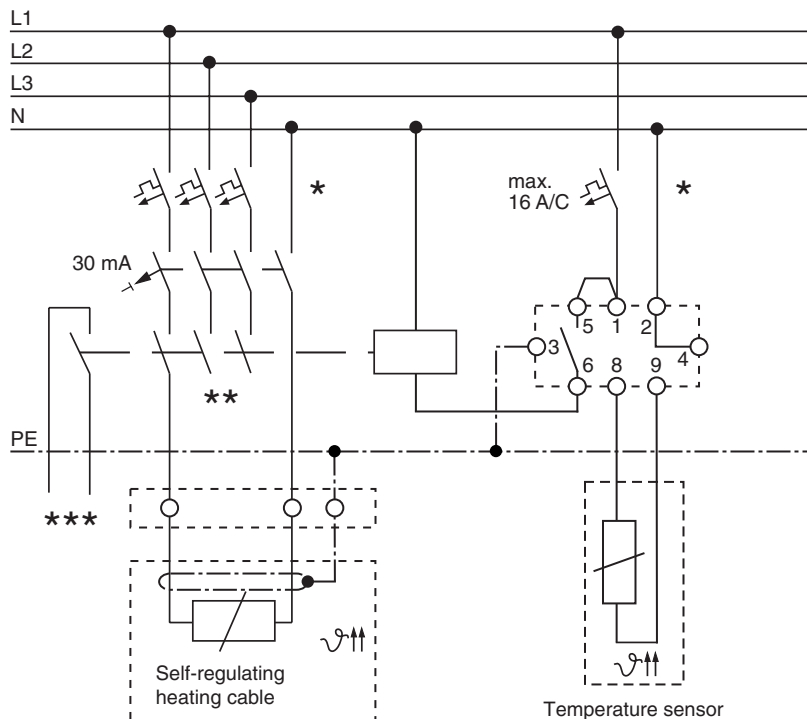 L1
L2
L3
N
*
max.
16 A/C
*
30 mA
5 1 2
3
4
6 8 9
**
PE
***
ϑ↑↑
Self-regulating
heating cable
ϑ↑↑
Temperature sensor